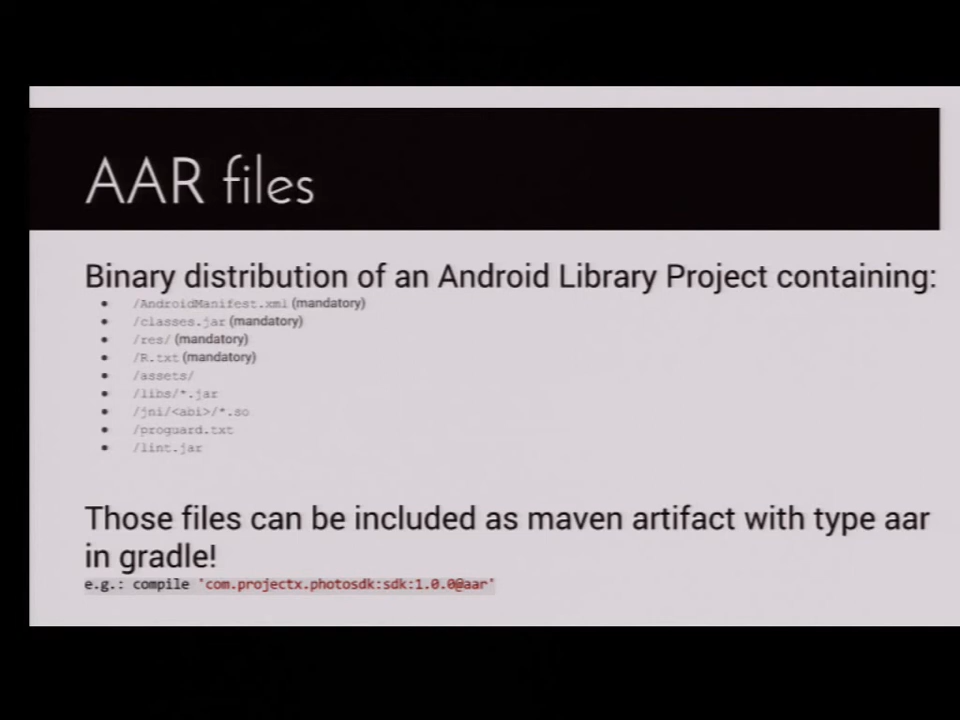 AAR files
Binary distribution of an Android Library Project containing:
• /AndroidManifest.xml (mandatory)
• /classes.jar (mandatory)
• /res/ (mandatory)
• /R.txt (mandatory)
• /assets/
• /libs/*.jar
• /jni/<abi>/*.so
• /proguard.txt
• /lint.jar
Those files can be included as maven artifact with type aar
in gradle!
e.g.: compile 'com.projectx.photosdk:sdk:1.0.0@aar'